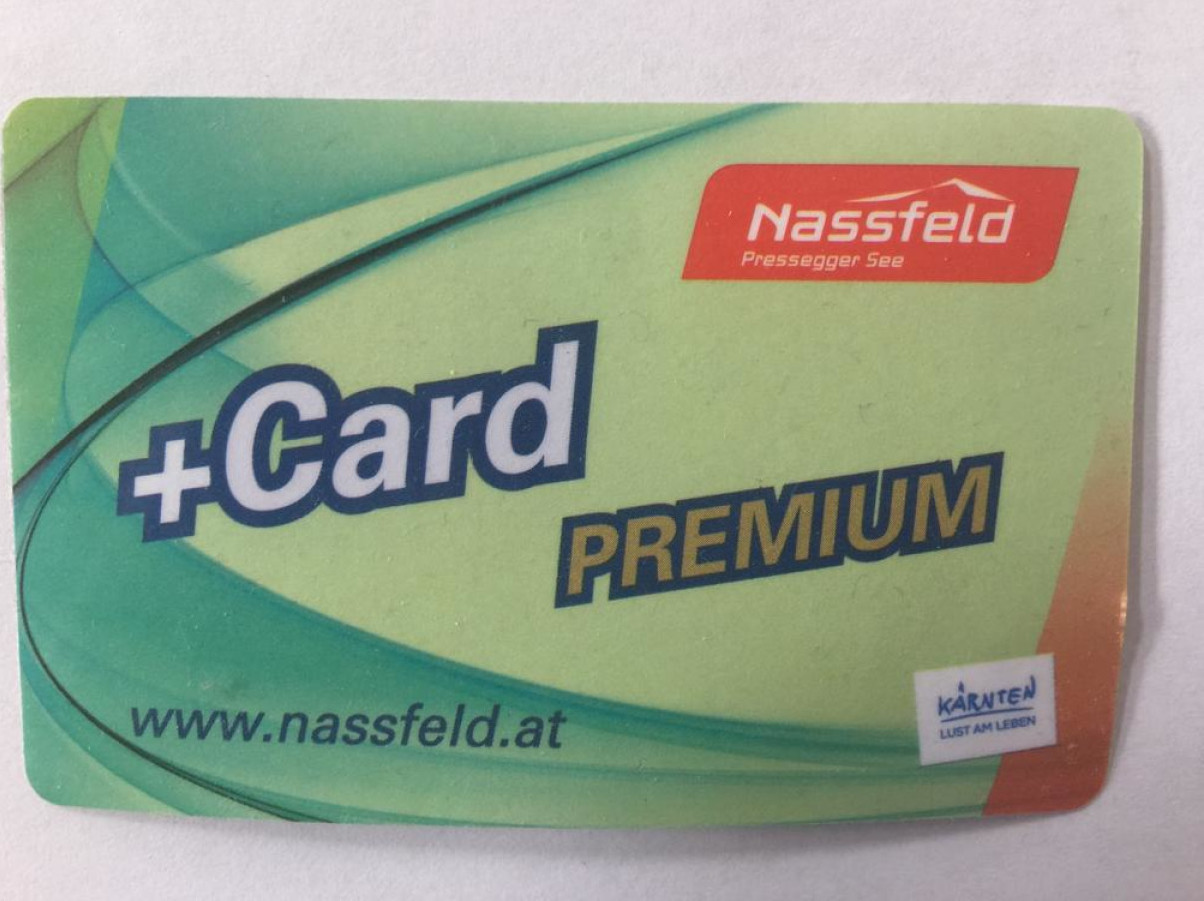 Nassfeld
Pressegger See
+Card
PREMIUM
www.nassfeld.at
KÄRNTEN
LUST AM LEBEN